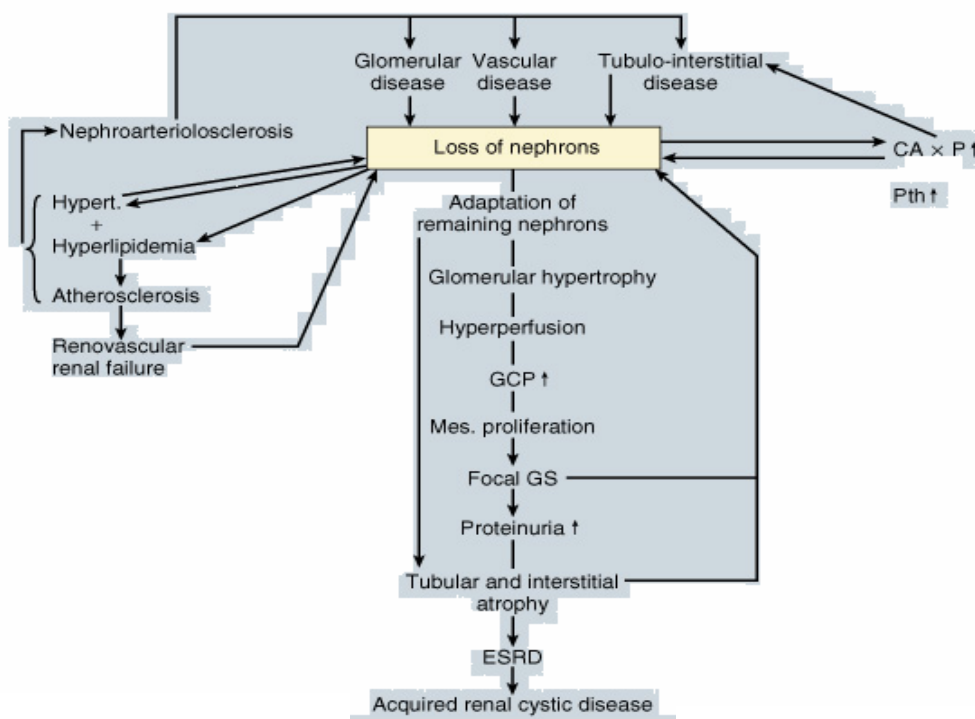 Glomerular
disease
Vascular
disease
Tubulo-interstitial
disease
Nephroarteriolosclerosis
Loss of nephrons
CA × P ↑
Pth ↑
Hypert.
+
Hyperlipidemia
Atherosclerosis
Renovascular
renal failure
Adaptation of
remaining nephrons
Glomerular hypertrophy
Hyperperfusion
GCP ↑
Mes. proliferation
Focal GS
Proteinuria ↑
Tubular and interstitial
atrophy
ESRD
Acquired renal cystic disease